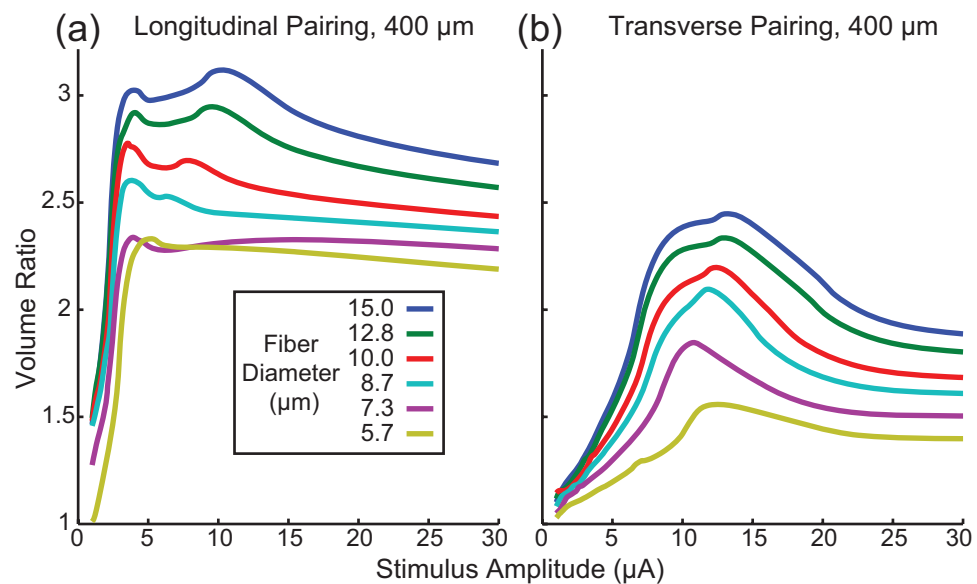 (a) Longitudinal Pairing, 400 µm
(b) Transverse Pairing, 400 µm
Volume Ratio
3
2.5
2
1.5
1
Fiber
Diameter
(µm)
15.0
12.8
10.0
8.7
7.3
5.7
0 5 10 15 20 25 30
0 5 10 15 20 25 30
Stimulus Amplitude (µA)